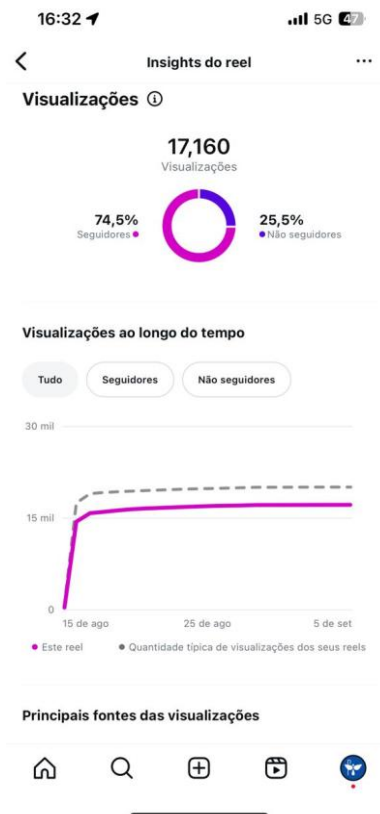 16:32 5G 47
Insights do reel
Visualizações
17,160
Visualizações
74,5%
Seguidores
25,5%
Não seguidores
Visualizações ao longo do tempo
Tudo Seguidores Não seguidores
30 mil
15 mil
0
15 de ago 25 de ago 5 de set
Este reel Quantidade típica de visualizações dos seus reels
Principais fontes das visualizações